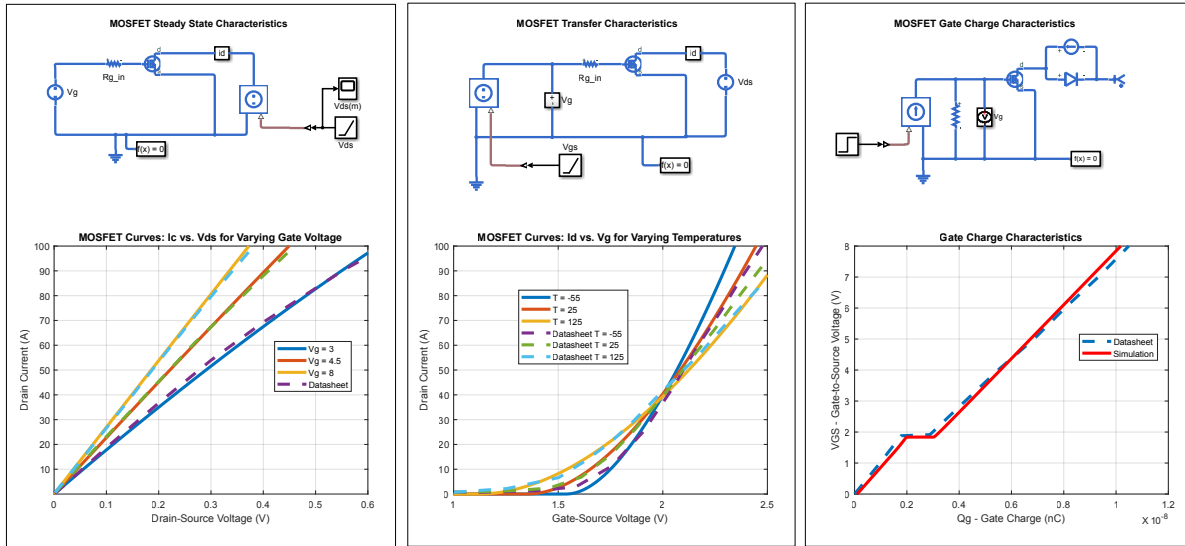 MOSFET Steady State Characteristics
id
d
Rg_in
Vg
Vds(m)
Vds
f(x) = 0
MOSFET Curves: Ic vs. Vds for Varying Gate Voltage
100
90
80
70
60
50
40
30
20
10
0
Drain Current (A)
Vg = 3
Vg = 4.5
Vg = 8
Datasheet
0 0.1 0.2 0.3 0.4 0.5 0.6
Drain-Source Voltage (V)
MOSFET Transfer Characteristics
id
d
Rg_in
Vg
Vds
Vgs
f(x) = 0
MOSFET Curves: Id vs. Vg for Varying Temperatures
100
90
80
70
60
50
40
30
20
10
0
Drain Current (A)
T = -55
T = 25
T = 125
Datasheet T = -55
Datasheet T = 25
Datasheet T = 125
1 1.5 2 2.5
Gate-Source Voltage (V)
MOSFET Gate Charge Characteristics
d
V
Vg
f(x) = 0
Gate Charge Characteristics
8
7
6
5
4
3
2
1
0
VGS - Gate-to-Source Voltage (V)
Datasheet
Simulation
0 0.2 0.4 0.6 0.8 1 1.2
Qg - Gate Charge (nC)
X 10-8